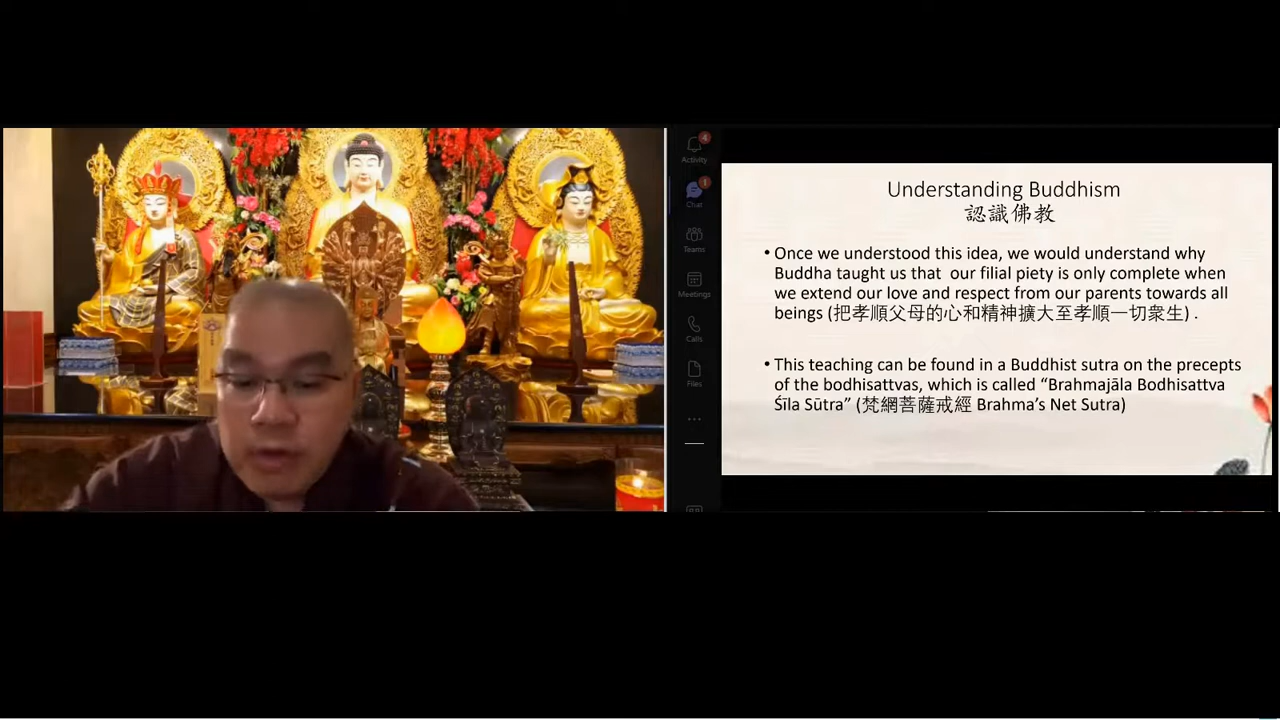 Activity
Chat
Teams
Meetings
Calls
Files
4
1
Understanding Buddhism
認識佛教
• Once we understood this idea, we would understand why
Buddha taught us that our filial piety is only complete when
we extend our love and respect from our parents towards all
beings (把孝順父母的心和精神擴大至孝順一切衆生) .
• This teaching can be found in a Buddhist sutra on the precepts
of the bodhisattvas, which is called “Brahmajāla Bodhisattva
Śīla Sūtra” (梵網菩薩戒經 Brahma’s Net Sutra)